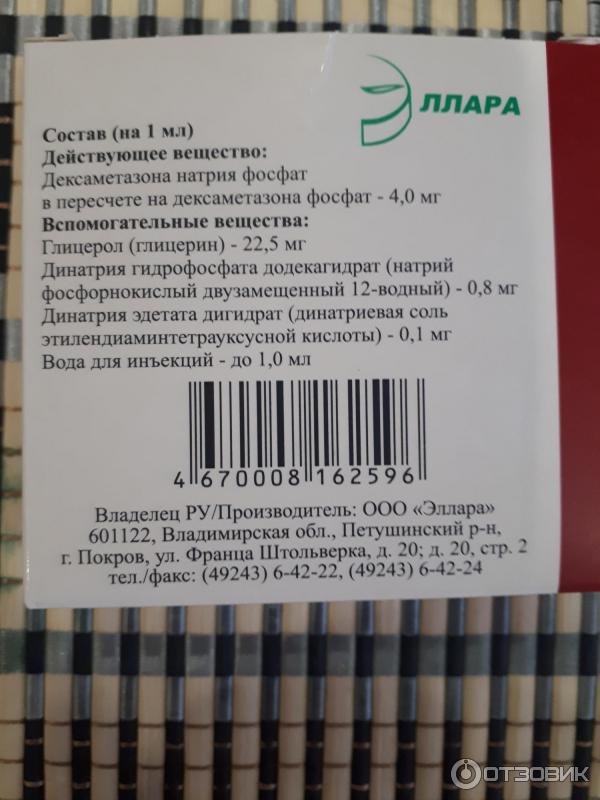 ЭЛЛАРА
Состав (на 1 мл)
Действующее вещество:
Дексаметазона натрия фосфат
в пересчете на дексаметазона фосфат - 4,0 мг
Вспомогательные вещества:
Глицерол (глицерин) - 22,5 мг
Динатрия гидрофосфата додекагидрат (натрий
фосфорнокислый двузамещенный 12-водный) - 0,8 мг
Динатрия эдетата дигидрат (динатриевая соль
этилендиаминтетрауксусной кислоты) - 0,1 мг
Вода для инъекций - до 1,0 мл
4 670008 162596
Владелец РУ/Производитель: ООО «Эллара»
601122, Владимирская обл., Петушинский р-н,
г. Покров, ул. Франца Штольверка, д. 20; д. 20, стр. 2
тел./факс: (49243) 6-42-22, (49243) 6-42-24
ОТЗОВИК